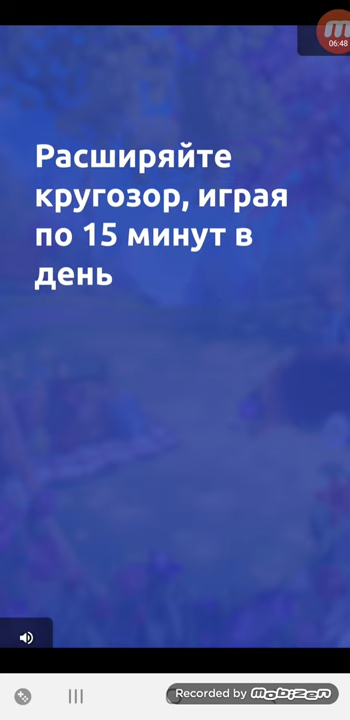 06:48
Расширяйте
кругозор, играя
по 15 минут в
день
Recorded by MOBIZEN